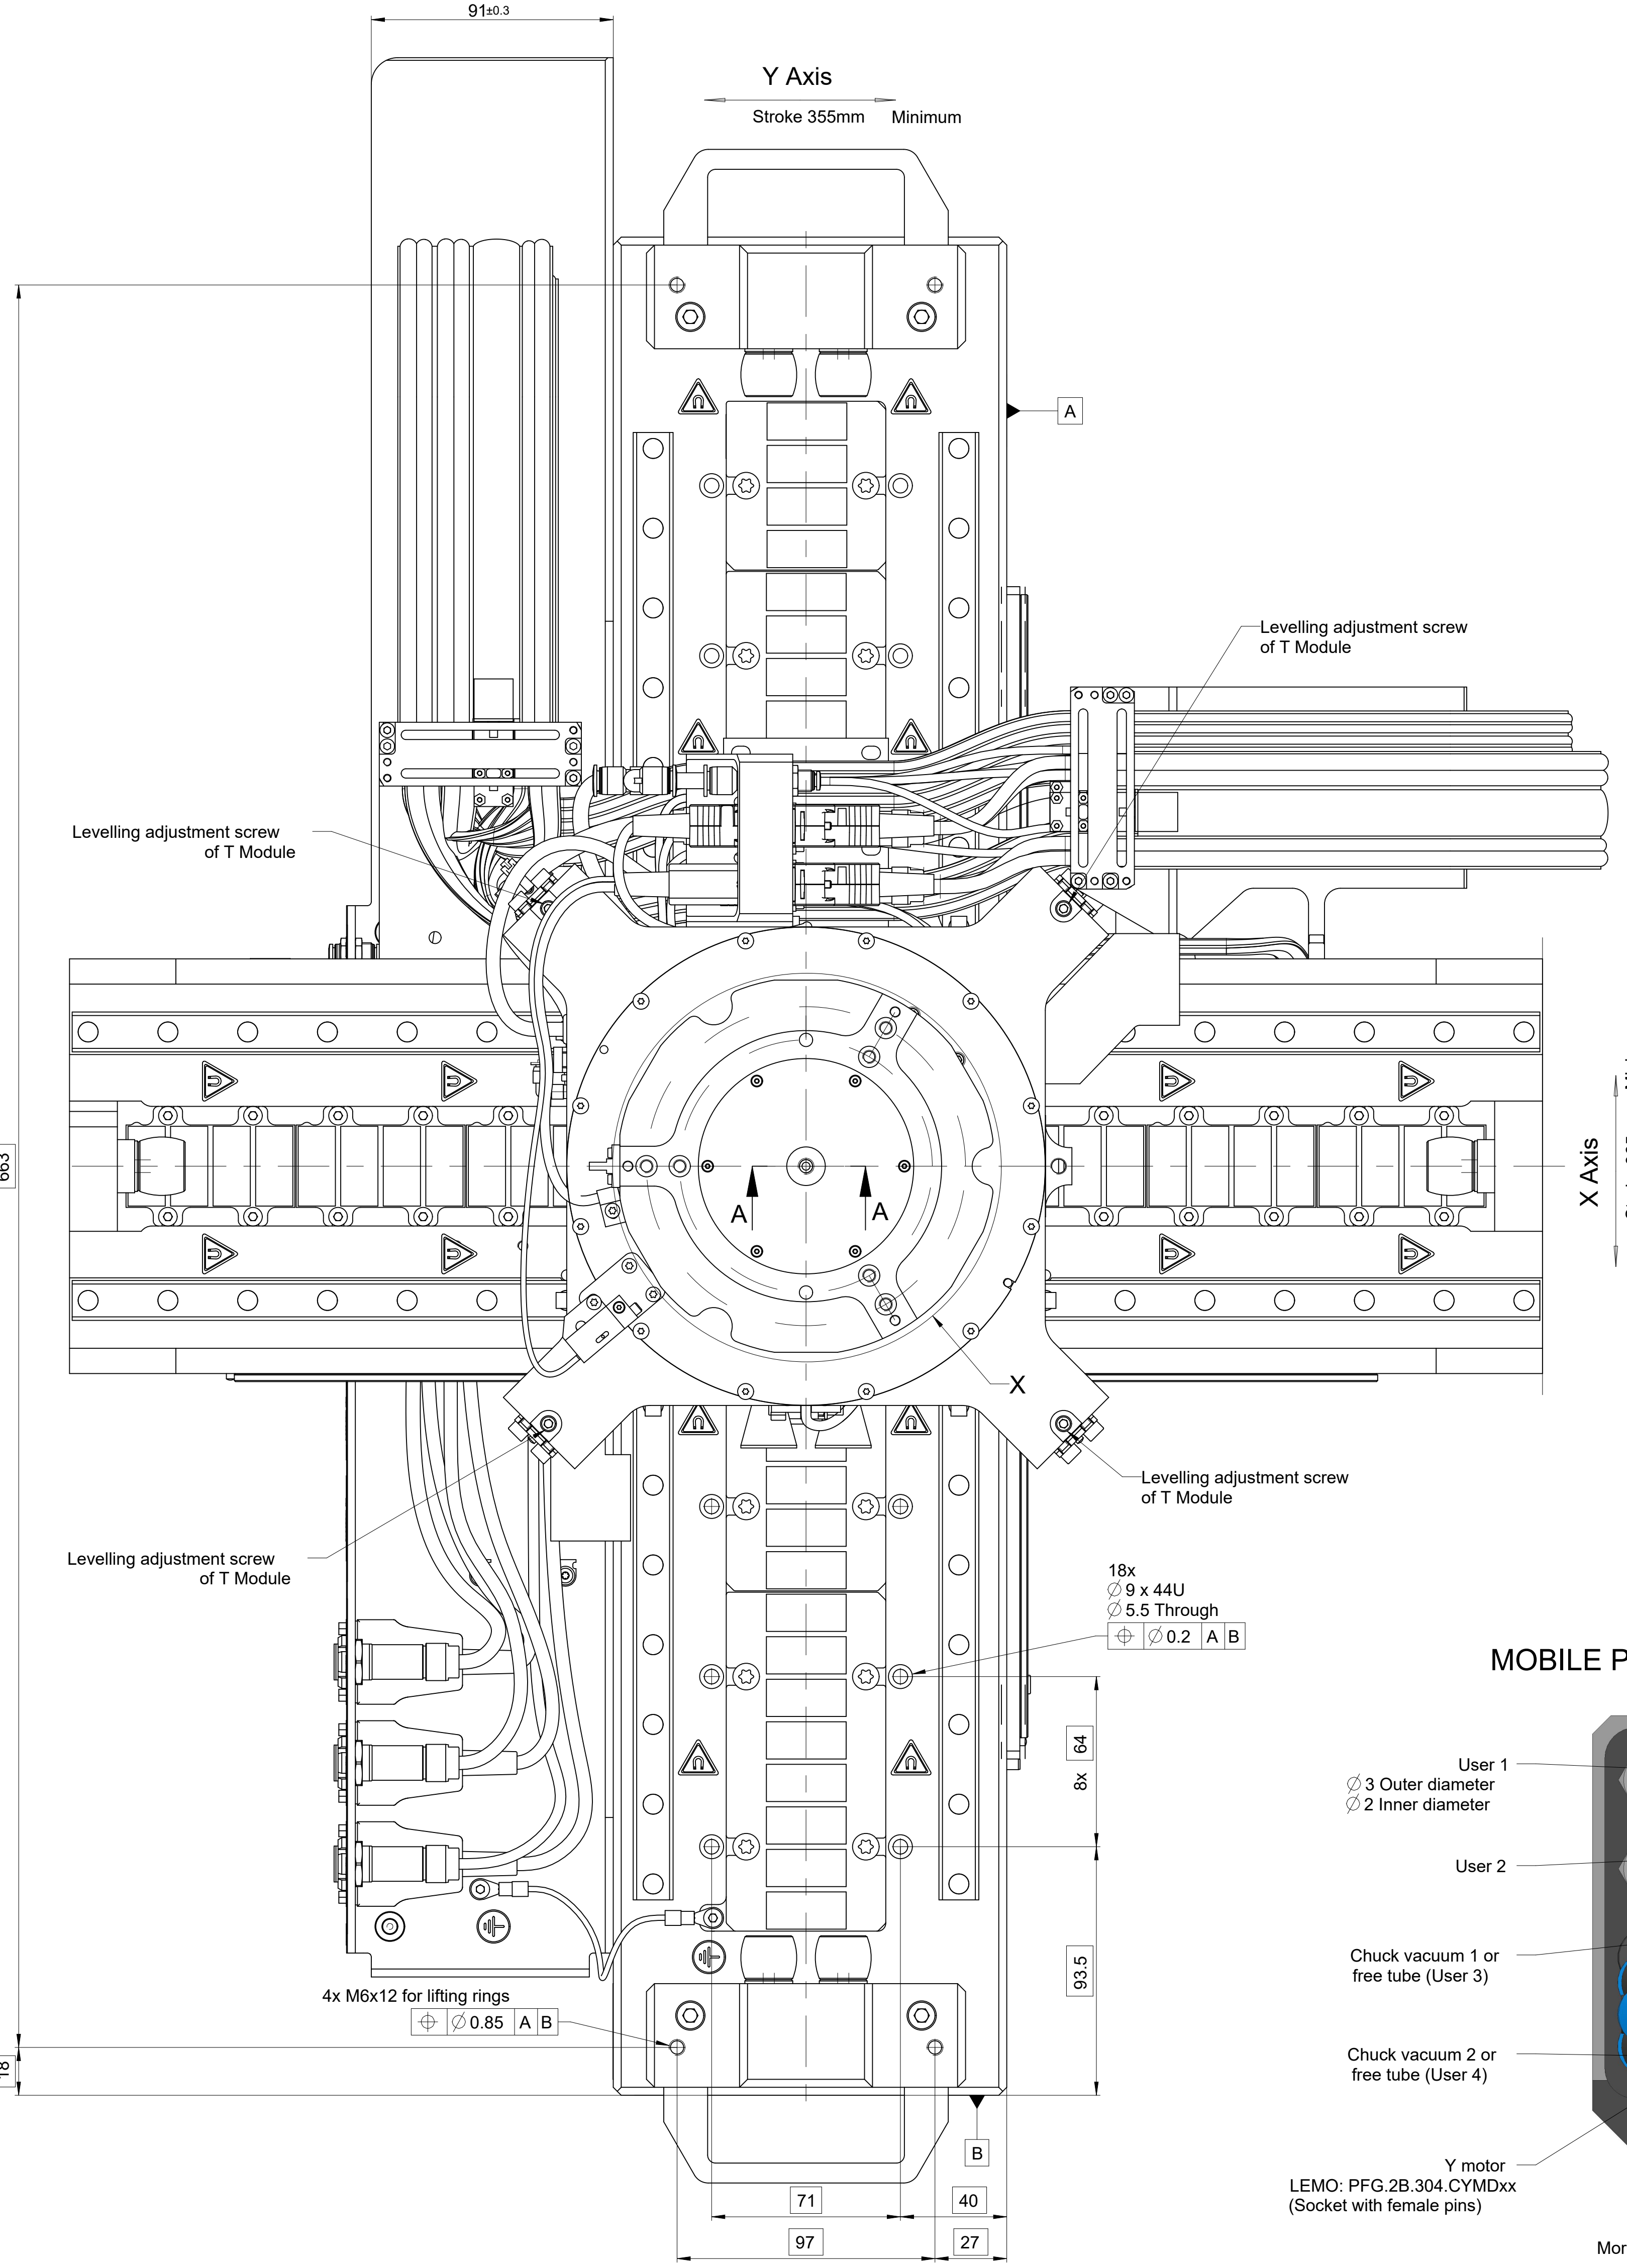 91±0.3
Y Axis
Stroke 355mm Minimum
A
Levelling adjustment screw
of T Module
Levelling adjustment screw
of T Module
663
X Axis
A
A
X
Levelling adjustment screw
of T Module
Levelling adjustment screw
of T Module
18x
∅ 9 x 44U
∅ 5.5 Through
⌖ ∅ 0.2 A B
MOBILE P
8x 64
User 1
∅ 3 Outer diameter
∅ 2 Inner diameter
User 2
93.5
Chuck vacuum 1 or
free tube (User 3)
4x M6x12 for lifting rings
⌖ ∅ 0.85 A B
18
Chuck vacuum 2 or
free tube (User 4)
B
Y motor
LEMO: PFG.2B.304.CYMDxx
(Socket with female pins)
71
40
97
27
Mor